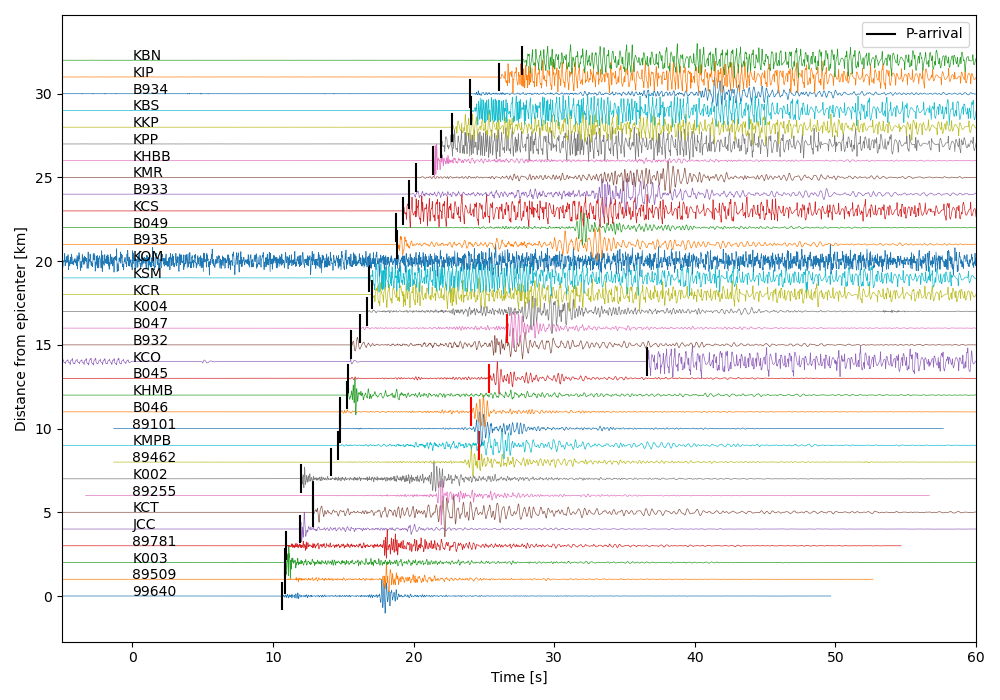 P-arrival
KBN
KIP
B934
KBS
KKP
KPP
KHBB
KMR
B933
KCS
B049
B935
KOM
KSM
KCR
K004
B047
B932
KCO
B045
KHMB
B046
89101
KMPB
89462
K002
89255
KCT
JCC
89781
K003
89509
99640
30
25
20
15
10
5
0
Distance from epicenter [km]
0 10 20 30 40 50 60
Time [s]